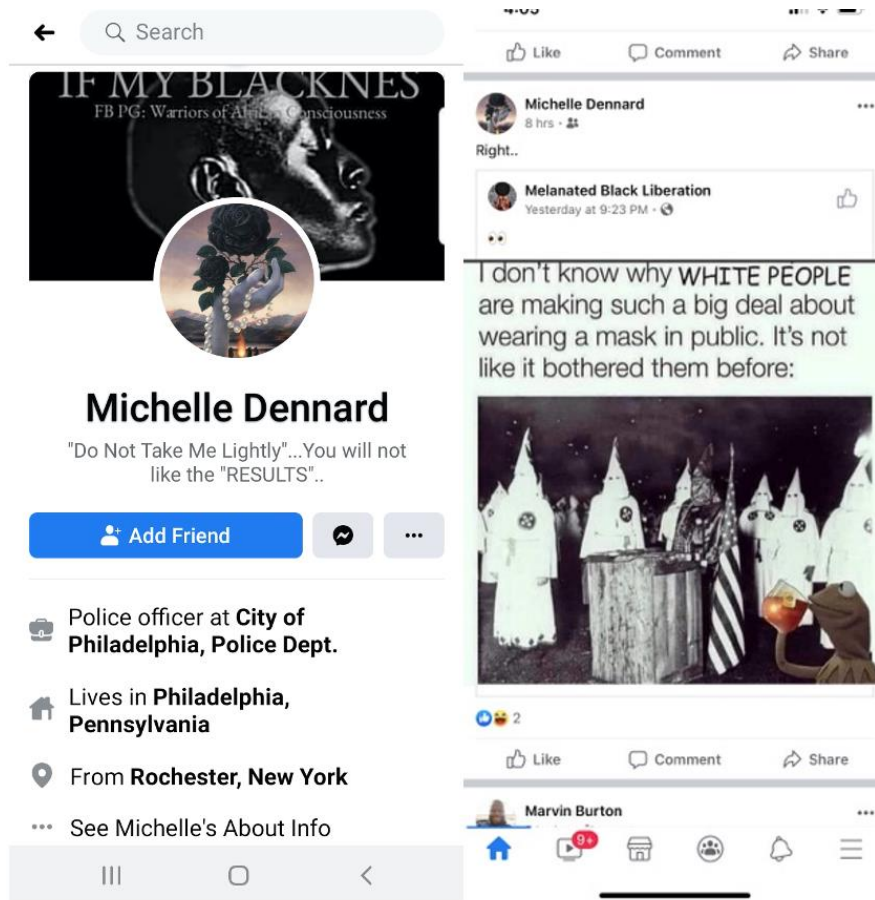 Search
IF MY BLACKNES
FB PG: Warriors of African Consciousness
Michelle Dennard
"Do Not Take Me Lightly"...You will not
like the "RESULTS"..
Add Friend
Police officer at City of
Philadelphia, Police Dept.
Lives in Philadelphia,
Pennsylvania
From Rochester, New York
See Michelle's About Info
4:05
Like Comment Share
Michelle Dennard
8 hrs
Right..
Melanated Black Liberation
Yesterday at 9:23 PM
I don't know why WHITE PEOPLE
are making such a big deal about
wearing a mask in public. It's not
like it bothered them before:
2
Like Comment Share
Marvin Burton
9+